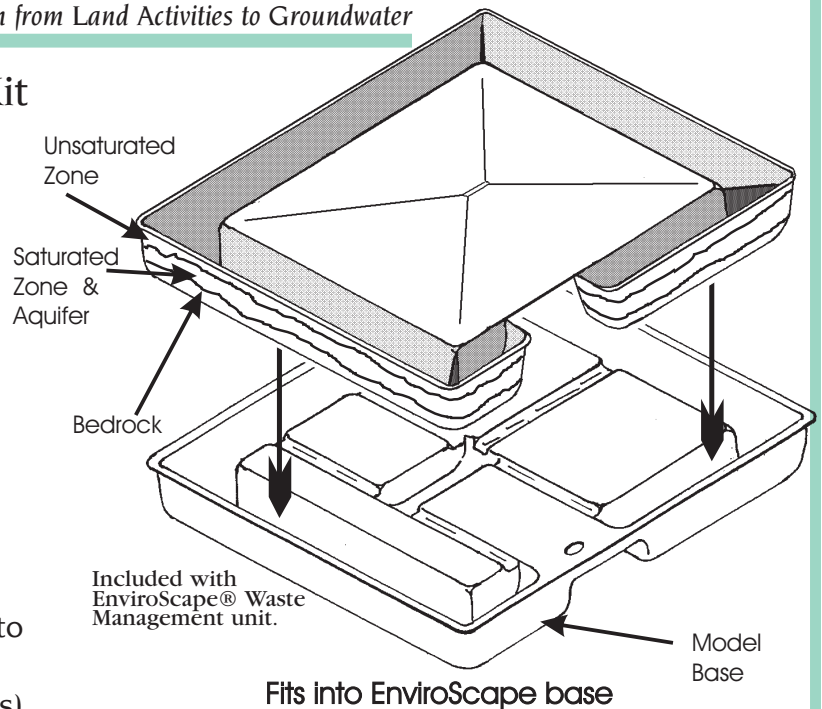 from Land Activities to Groundwater
Kit
Unsaturated
Zone
Saturated
Zone &
Aquifer
Bedrock
Included with
EnviroScape® Waste
Management unit.
to
Model
Base
s)
Fits into EnviroScape base